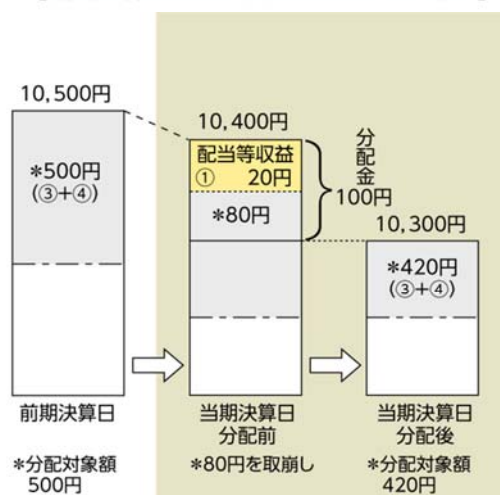 10,500円
*500円
(③+④)
前期決算日
*分配対象額
500円
10,400円
配当等収益
① 20円
*80円
分配金
100円
当期決算日
分配前
*80円を取崩し
10,300円
*420円
(③+④)
当期決算日
分配後
*分配対象額
420円